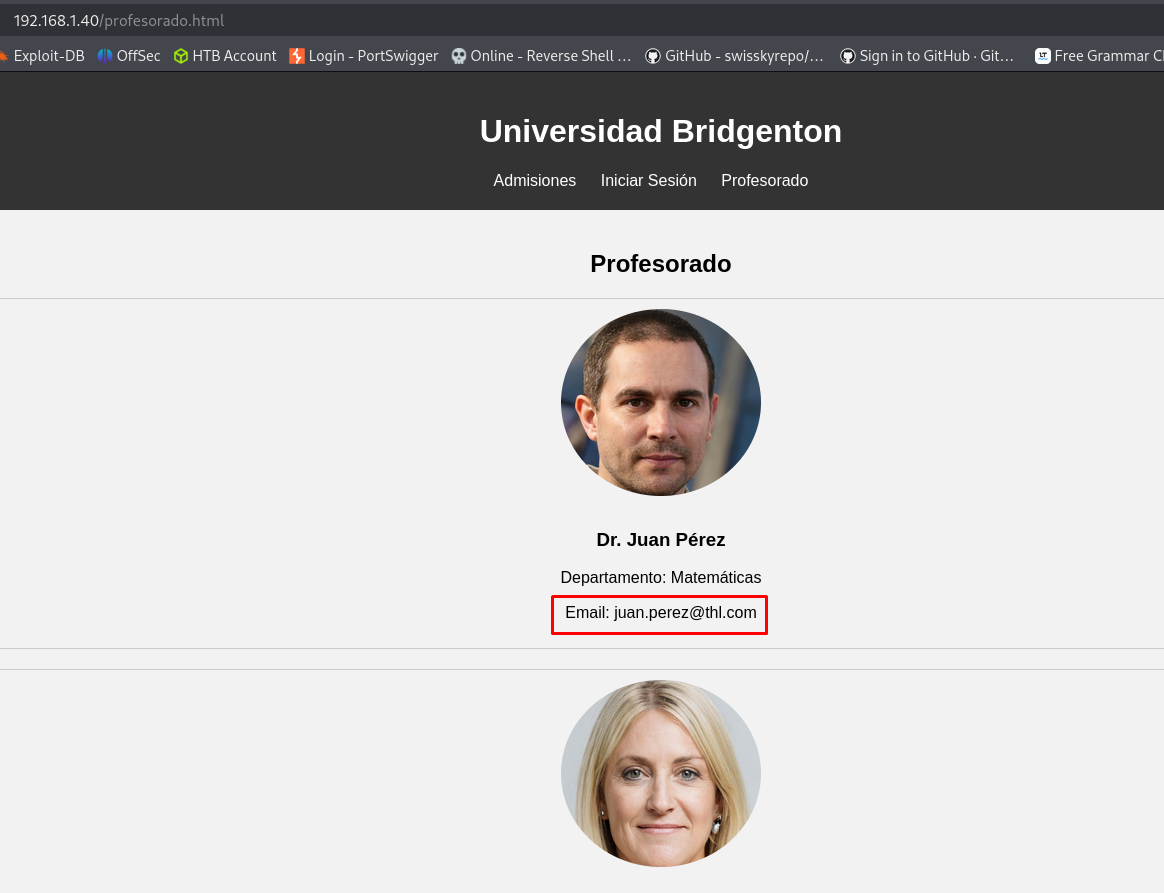 192.168.1.40/profesorado.html
Exploit-DB OffSec HTB Account Login - PortSwigger Online - Reverse Shell … GitHub - swisskyrepo/… Sign in to GitHub · Git… Free Grammar
Universidad Bridgenton
Admisiones Iniciar Sesión Profesorado
Profesorado
Dr. Juan Pérez
Departamento: Matemáticas
Email: juan.perez@thl.com